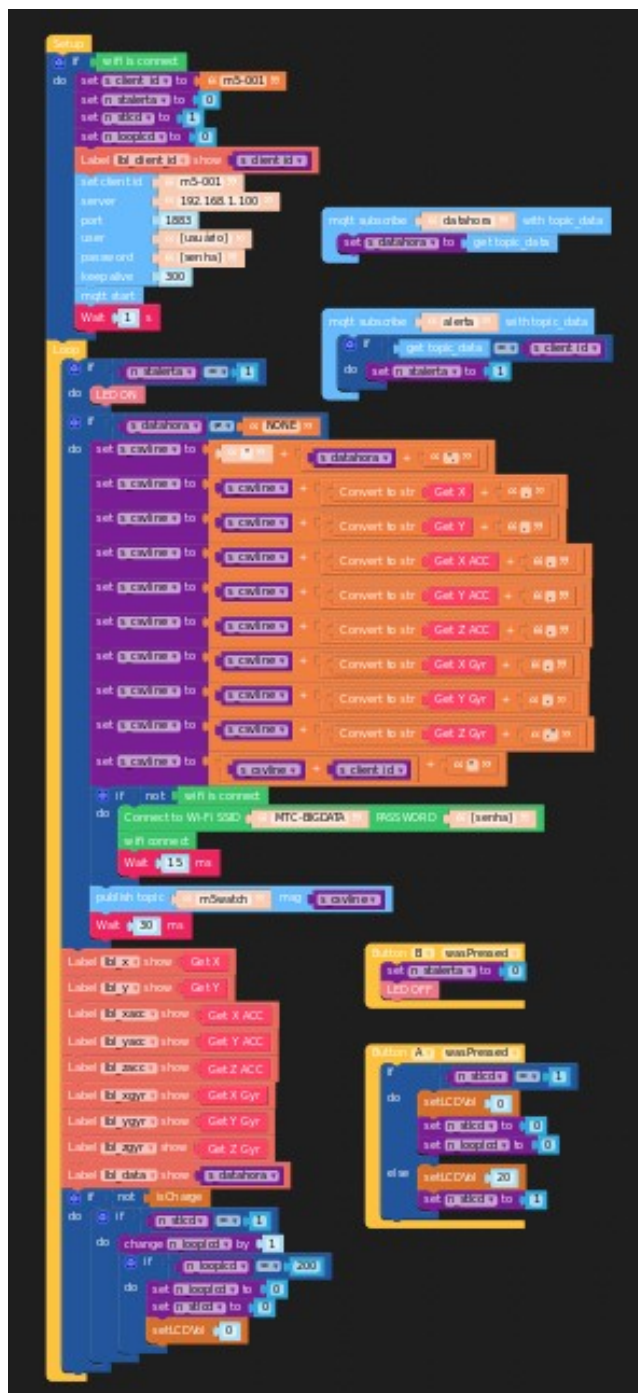 Setup
if wifi is connect
do set s_client_id to “ m5-001 ”
set n_stalerta to 0
set n_stlcd to 1
set n_looplcd to 0
Label lbl_client_id show s_client_id
set client id “ m5-001 ”
server “ 192.168.1.100 ”
port 1883
user “ [usuário] ”
password “ [senha] ”
keepalive 300
mqtt start
Wait 1 s
mqtt subscribe “ datahora ” with topic_data
set s_datahora to get topic_data
mqtt subscribe “ alerta ” with topic_data
if get topic_data = s_client_id
do set n_stalerta to 1
Loop
if n_stalerta = 1
do LED ON
if s_datahora ≠ “ NONE ”
do set s_csvline to “ " ” + s_datahora +
set s_csvline to s_csvline + Convert to str Get X +
set s_csvline to s_csvline + Convert to str Get Y +
set s_csvline to s_csvline + Convert to str Get X ACC +
set s_csvline to s_csvline + Convert to str Get Y ACC +
set s_csvline to s_csvline + Convert to str Get Z ACC +
set s_csvline to s_csvline + Convert to str Get X Gyr +
set s_csvline to s_csvline + Convert to str Get Y Gyr +
set s_csvline to s_csvline + Convert to str Get Z Gyr +
set s_csvline to s_csvline + s_client_id + “ " ”
if not wifi is connect
do Connect to Wi-Fi SSID “ MTC-BIGDATA ” PASSWORD “ [senha] ”
wifi connect
Wait 15 ms
publish topic “ m5watch ” msg s_csvline
Wait 30 ms
Label lbl_x show Get X
Label lbl_y show Get Y
Label lbl_xacc show Get X ACC
Label lbl_yacc show Get Y ACC
Label lbl_zacc show Get Z ACC
Label lbl_xgyr show Get X Gyr
Label lbl_ygyr show Get Y Gyr
Label lbl_zgyr show Get Z Gyr
Label lbl_data show s_datahora
if not isCharge
do if n_stlcd = 1
do change n_looplcd by 1
if n_looplcd = 200
do set n_looplcd to 0
set n_stlcd to 0
setLCDVol 0
Button B wasPressed
set n_stalerta to 0
LED OFF
Button A wasPressed
if n_stlcd = 1
do setLCDVol 0
set n_stlcd to 0
set n_looplcd to 0
else setLCDVol 20
set n_stlcd to 1